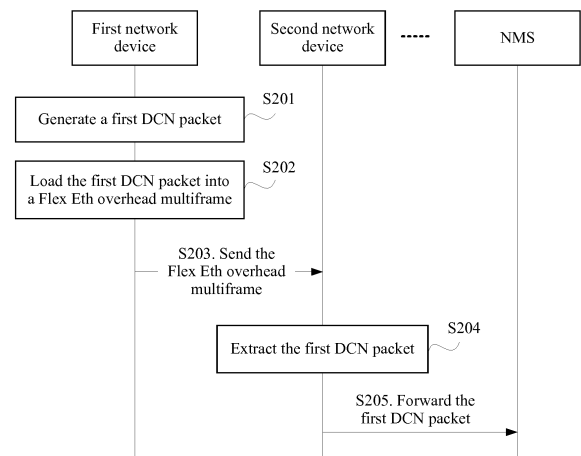 First network
device
Second network
device
NMS
S201
Generate a first DCN packet
S202
Load the first DCN packet into
a Flex Eth overhead multiframe
S203. Send the
Flex Eth overhead
multiframe
S204
Extract the first DCN packet
S205. Forward the
first DCN packet